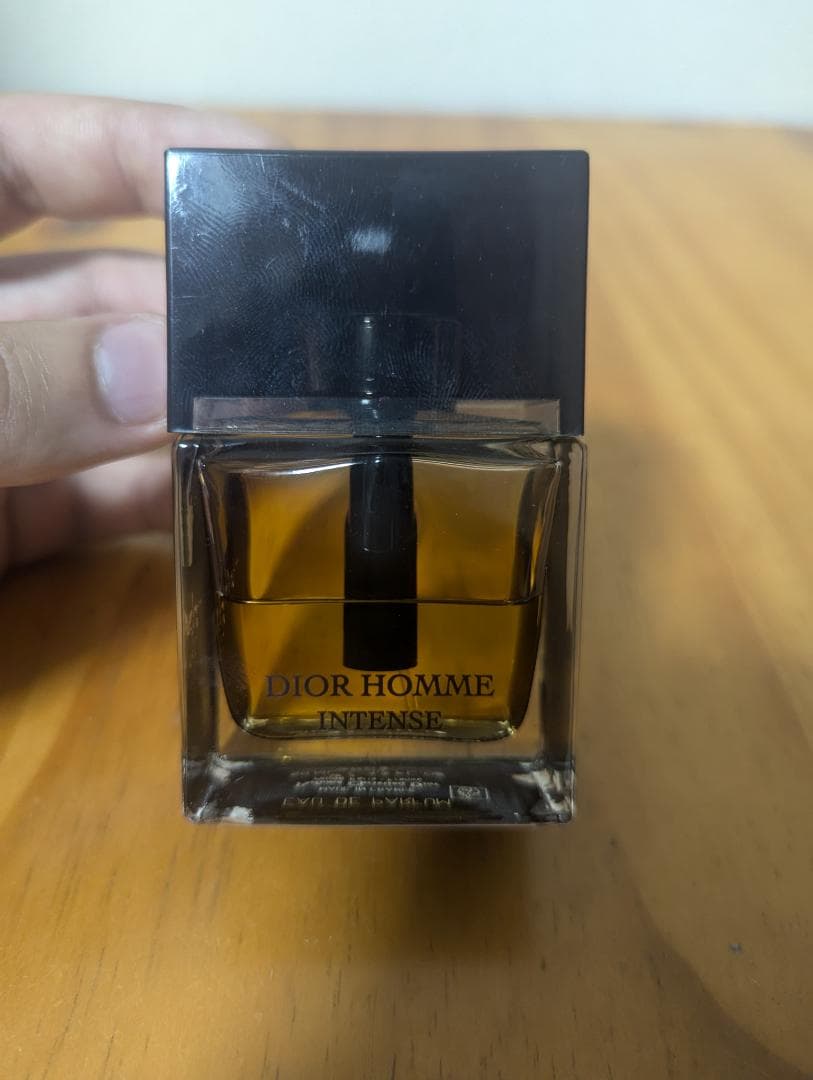 DIOR HOMME
INTENSE
EAU DE PARFUM